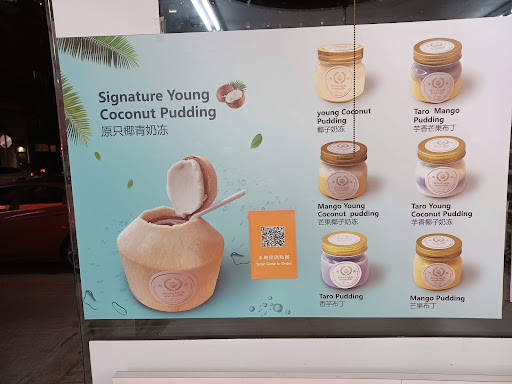 Signature Young
Coconut Pudding
原只椰青奶冻
young Coconut
Pudding
椰子奶冻
Taro Mango
Pudding
芋香芒果布丁
Mango Young
Coconut pudding
芒果椰子奶冻
Taro Young
Coconut Pudding
芋香椰子奶冻
Taro Pudding
香芋布丁
Mango Pudding
芒果布丁